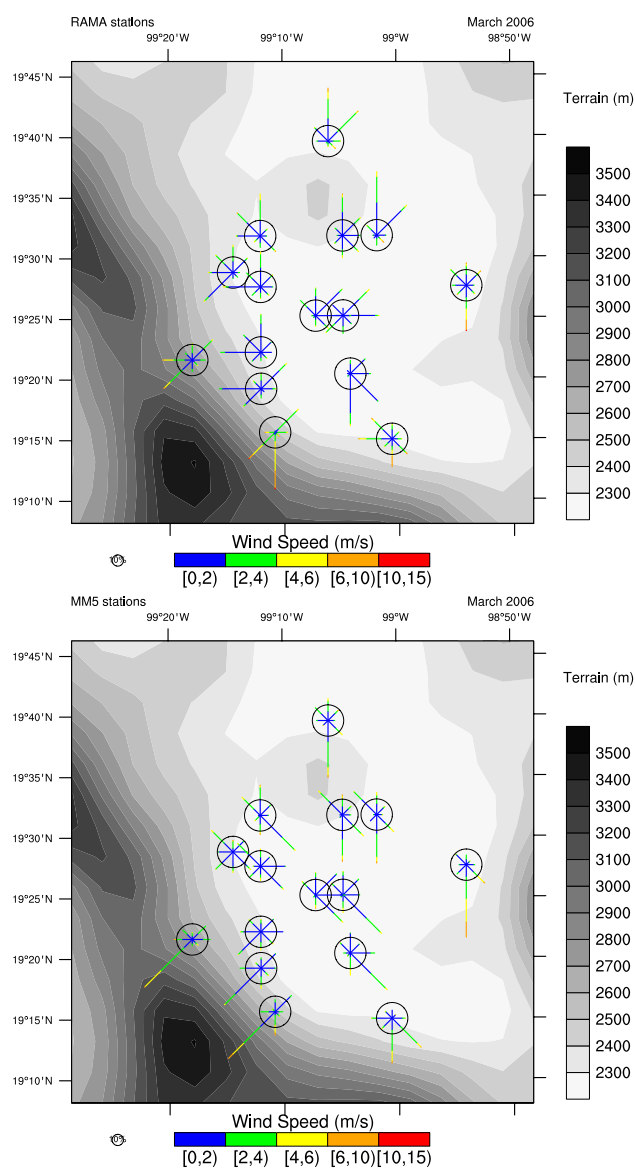 RAMA stations March 2006
99°20'W 99°10'W 99°W 98°50'W
19°45'N
19°40'N
19°35'N
19°30'N
19°25'N
19°20'N
19°15'N
19°10'N
Terrain (m)
3500
3400
3300
3200
3100
3000
2900
2800
2700
2600
2500
2400
2300
Wind Speed (m/s)
10%
[0,2) [2,4) [4,6) [6,10) [10,15)
MM5 stations March 2006
99°20'W 99°10'W 99°W 98°50'W
19°45'N
19°40'N
19°35'N
19°30'N
19°25'N
19°20'N
19°15'N
19°10'N
Terrain (m)
3500
3400
3300
3200
3100
3000
2900
2800
2700
2600
2500
2400
2300
Wind Speed (m/s)
10%
[0,2) [2,4) [4,6) [6,10) [10,15)